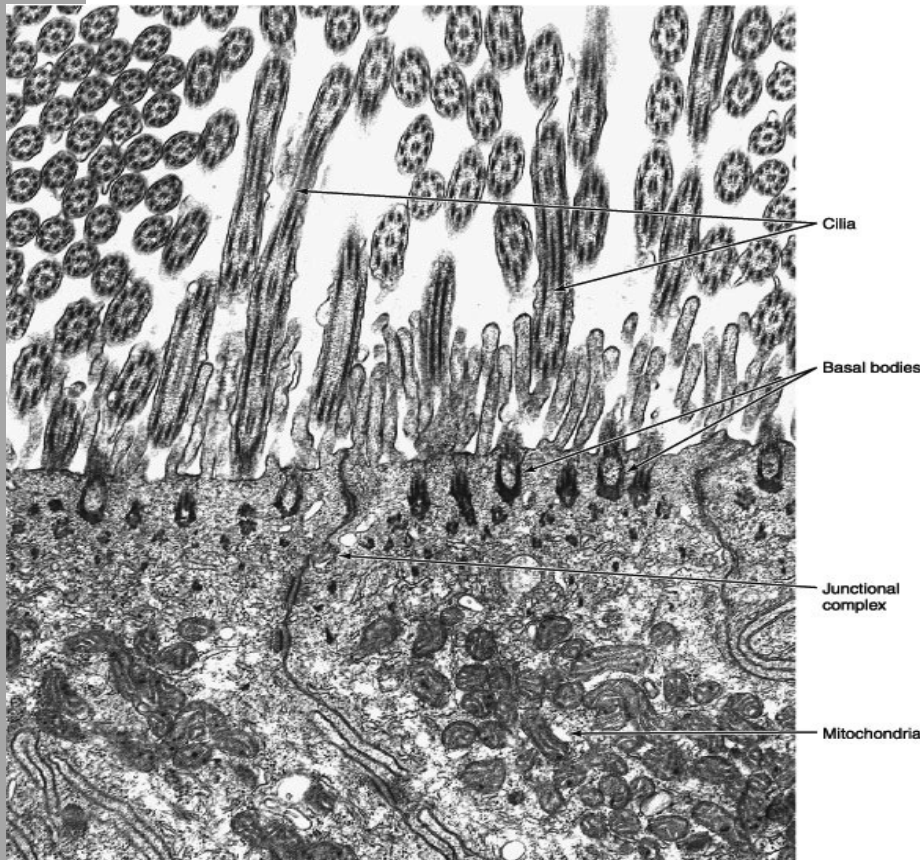 Cilia
Basal bodies
Junctional
complex
Mitochondria